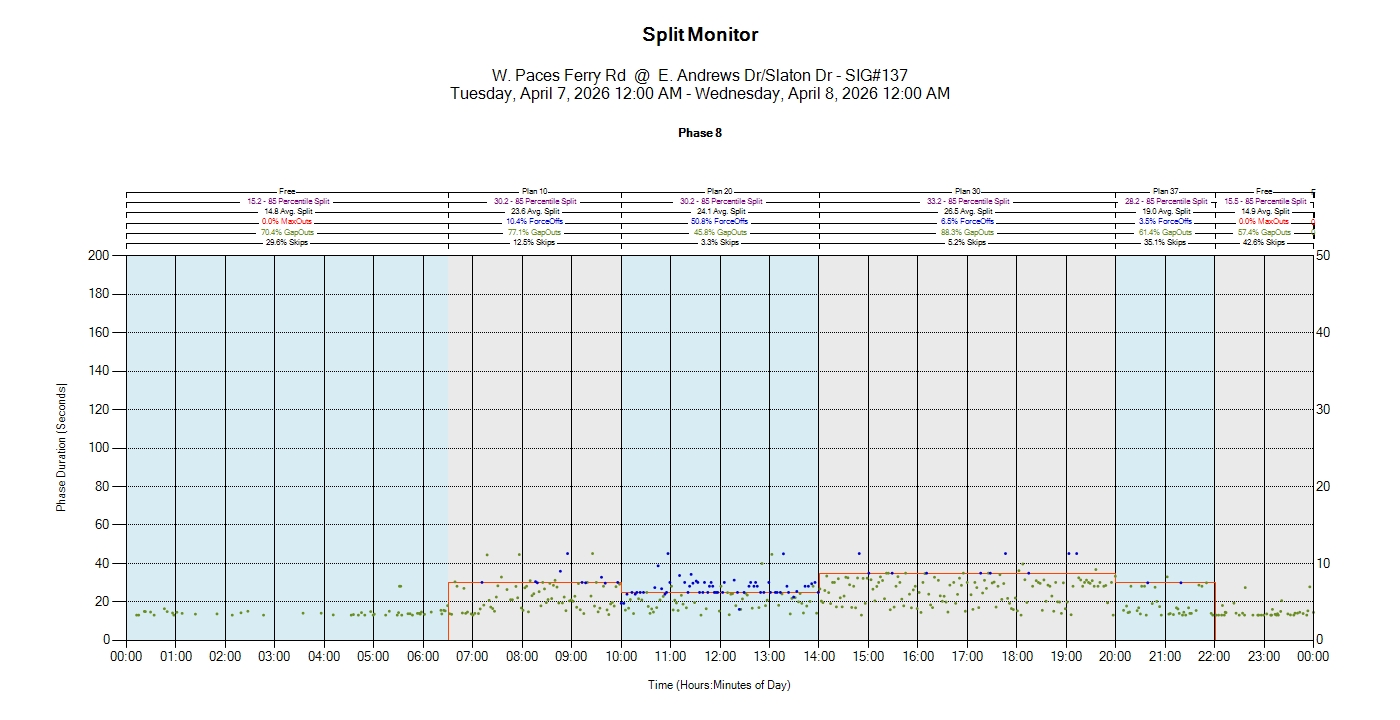 Split Monitor
W. Paces Ferry Rd @ E. Andrews Dr/Slaton Dr - SIG#137
Tuesday, April 7, 2026 12:00 AM - Wednesday, April 8, 2026 12:00 AM
Phase 8
Free Plan 10 Plan 20 Plan 30 Plan 37 Free
15.2 - 85 Percentile Split 30.2 - 85 Percentile Split 30.2 - 85 Percentile Split 33.2 - 85 Percentile Split 28.2 - 85 Percentile Split 15.5 - 85 Percentile Split
14.8 Avg. Split 23.6 Avg. Split 24.1 Avg. Split 26.5 Avg. Split 19.0 Avg. Split 14.9 Avg. Split
0.0% MaxOuts 10.4% ForceOffs 50.8% ForceOffs 6.5% ForceOffs 3.5% ForceOffs 0.0% MaxOuts
70.4% GapOuts 77.1% GapOuts 45.8% GapOuts 88.3% GapOuts 61.4% GapOuts 57.4% GapOuts
29.6% Skips 12.5% Skips 3.3% Skips 5.2% Skips 35.1% Skips 42.6% Skips
200 50
180
160 40
140
120 30
100
80 20
60
40 10
20
0 0
Phase Duration (Seconds)
00:00 01:00 02:00 03:00 04:00 05:00 06:00 07:00 08:00 09:00 10:00 11:00 12:00 13:00 14:00 15:00 16:00 17:00 18:00 19:00 20:00 21:00 22:00 23:00 00:00
Time (Hours:Minutes of Day)